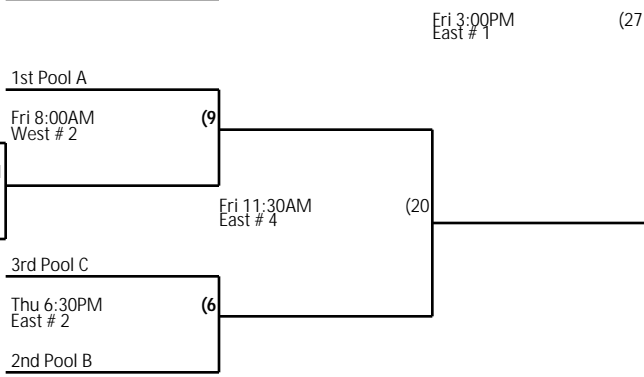 Fri 3:00PM (27
East # 1
1st Pool A
Fri 8:00AM (9
West # 2
Fri 11:30AM (20
East # 4
3rd Pool C
Thu 6:30PM (6
East # 2
2nd Pool B